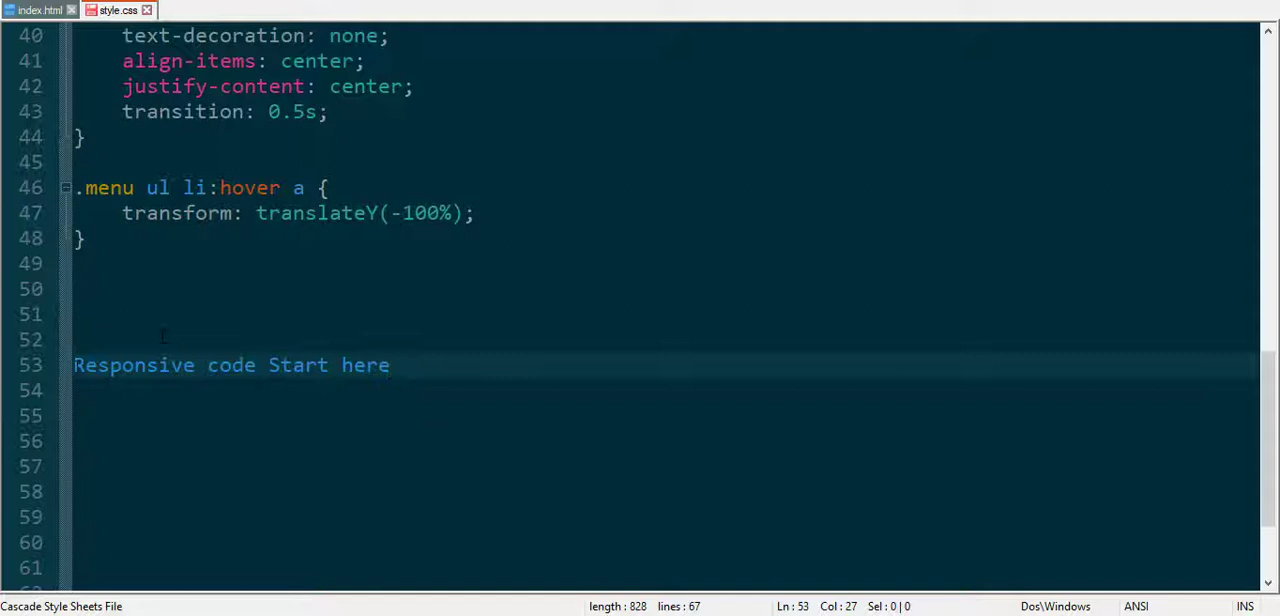 index.html style.css
40 text-decoration: none;
41 align-items: center;
42 justify-content: center;
43 transition: 0.5s;
44 }
45
46 .menu ul li:hover a {
47 transform: translateY(-100%);
48 }
49
50
51
52
53 Responsive code Start here
54
55
56
57
58
59
60
61
Cascade Style Sheets File length : 828 lines : 67 Ln : 53 Col : 27 Sel : 0 | 0 Dos\Windows ANSI INS